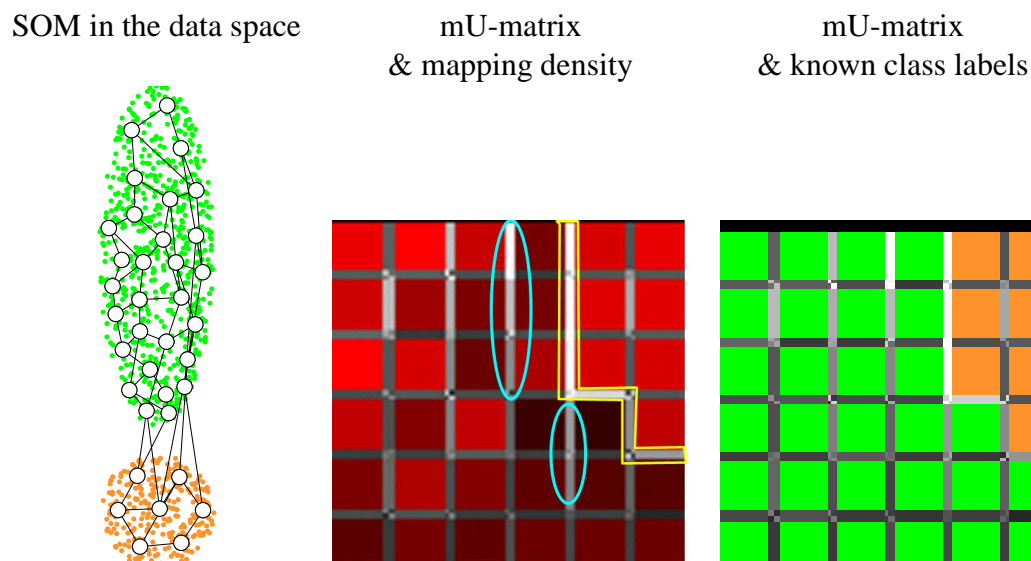 SOM in the data space
mU-matrix
& mapping density
mU-matrix
& known class labels